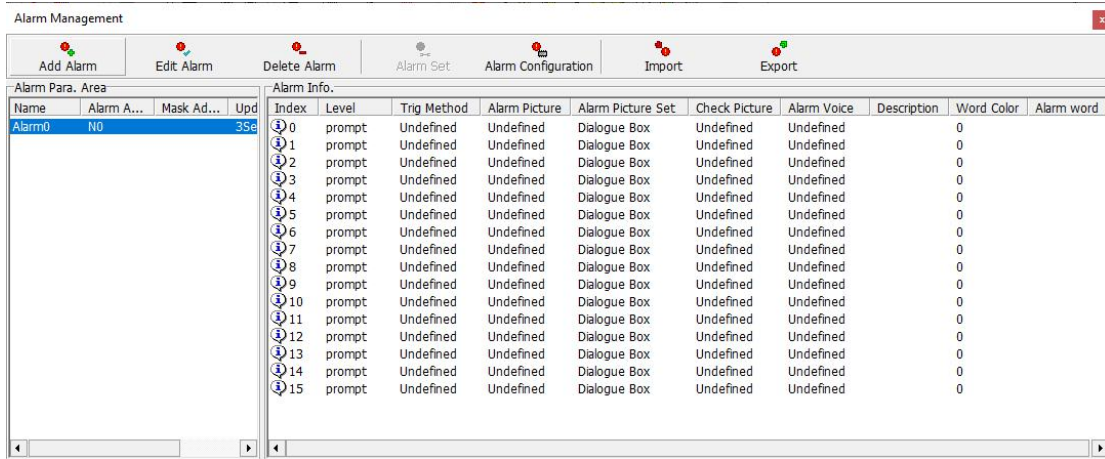 Alarm Management
Add Alarm Edit Alarm Delete Alarm Alarm Set Alarm Configuration Import Export
Alarm Para. Area Alarm Info.
Name Alarm A... Mask Ad... Upd Index Level Trig Method Alarm Picture Alarm Picture Set Check Picture Alarm Voice Description Word Color Alarm word
Alarm0 N0 3Se 0 prompt Undefined Undefined Dialogue Box Undefined Undefined 0
1 prompt Undefined Undefined Dialogue Box Undefined Undefined 0
2 prompt Undefined Undefined Dialogue Box Undefined Undefined 0
3 prompt Undefined Undefined Dialogue Box Undefined Undefined 0
4 prompt Undefined Undefined Dialogue Box Undefined Undefined 0
5 prompt Undefined Undefined Dialogue Box Undefined Undefined 0
6 prompt Undefined Undefined Dialogue Box Undefined Undefined 0
7 prompt Undefined Undefined Dialogue Box Undefined Undefined 0
8 prompt Undefined Undefined Dialogue Box Undefined Undefined 0
9 prompt Undefined Undefined Dialogue Box Undefined Undefined 0
10 prompt Undefined Undefined Dialogue Box Undefined Undefined 0
11 prompt Undefined Undefined Dialogue Box Undefined Undefined 0
12 prompt Undefined Undefined Dialogue Box Undefined Undefined 0
13 prompt Undefined Undefined Dialogue Box Undefined Undefined 0
14 prompt Undefined Undefined Dialogue Box Undefined Undefined 0
15 prompt Undefined Undefined Dialogue Box Undefined Undefined 0